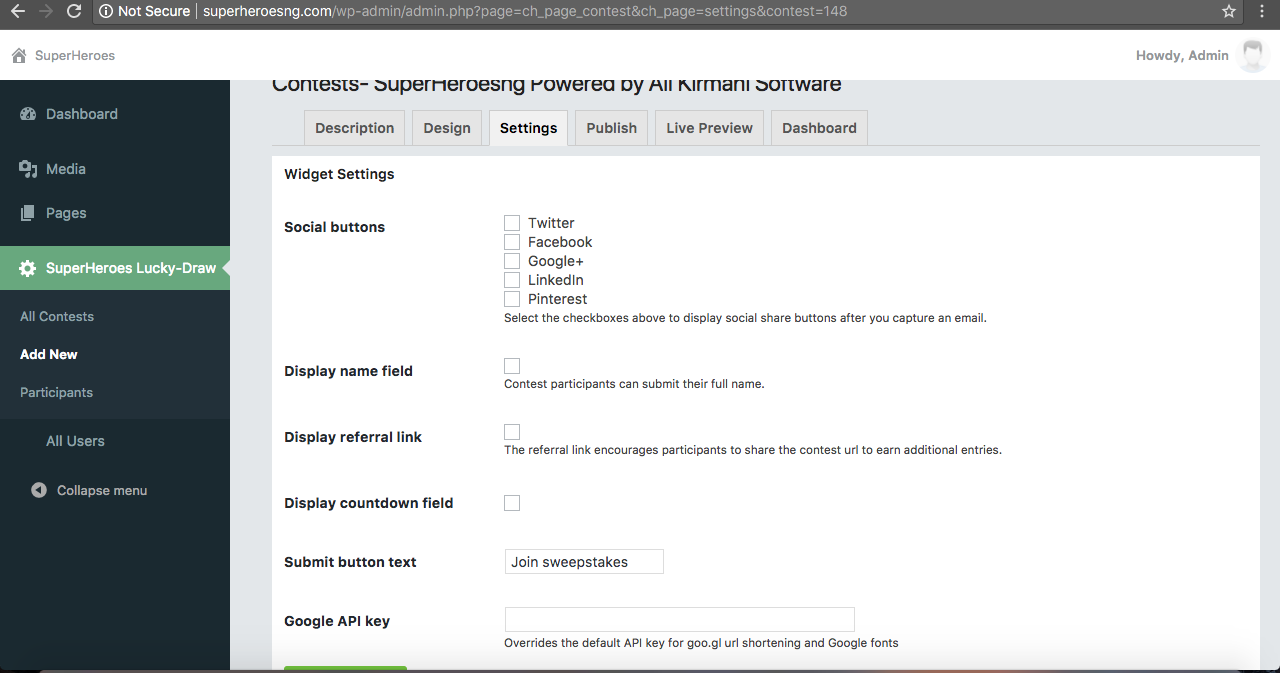 Not Secure | superheroesng.com/wp-admin/admin.php?page=ch_page_contest&ch_page=settings&contest=148
SuperHeroes
Howdy, Admin
Contests- SuperHeroesng Powered by Ali Kirmani Software
Dashboard
Media
Pages
SuperHeroes Lucky-Draw
All Contests
Add New
Participants
All Users
Collapse menu
Description
Design
Settings
Publish
Live Preview
Dashboard
Widget Settings
Social buttons
Twitter
Facebook
Google+
LinkedIn
Pinterest
Select the checkboxes above to display social share buttons after you capture an email.
Display name field
Contest participants can submit their full name.
Display referral link
The referral link encourages participants to share the contest url to earn additional entries.
Display countdown field
Submit button text
Join sweepstakes
Google API key
Overrides the default API key for goo.gl url shortening and Google fonts